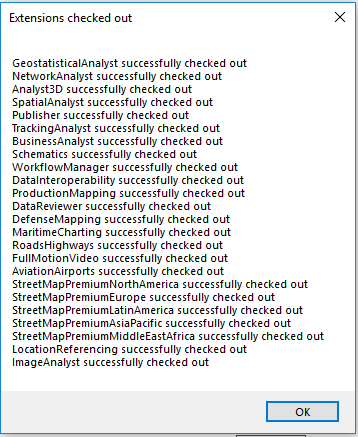 Extensions checked out
GeostatisticalAnalyst successfully checked out
NetworkAnalyst successfully checked out
Analyst3D successfully checked out
SpatialAnalyst successfully checked out
Publisher successfully checked out
TrackingAnalyst successfully checked out
BusinessAnalyst successfully checked out
Schematics successfully checked out
WorkflowManager successfully checked out
DataInteroperability successfully checked out
ProductionMapping successfully checked out
DataReviewer successfully checked out
DefenseMapping successfully checked out
MaritimeCharting successfully checked out
RoadsHighways successfully checked out
FullMotionVideo successfully checked out
AviationAirports successfully checked out
StreetMapPremiumNorthAmerica successfully checked out
StreetMapPremiumEurope successfully checked out
StreetMapPremiumLatinAmerica successfully checked out
StreetMapPremiumAsiaPacific successfully checked out
StreetMapPremiumMiddleEastAfrica successfully checked out
LocationReferencing successfully checked out
ImageAnalyst successfully checked out
OK